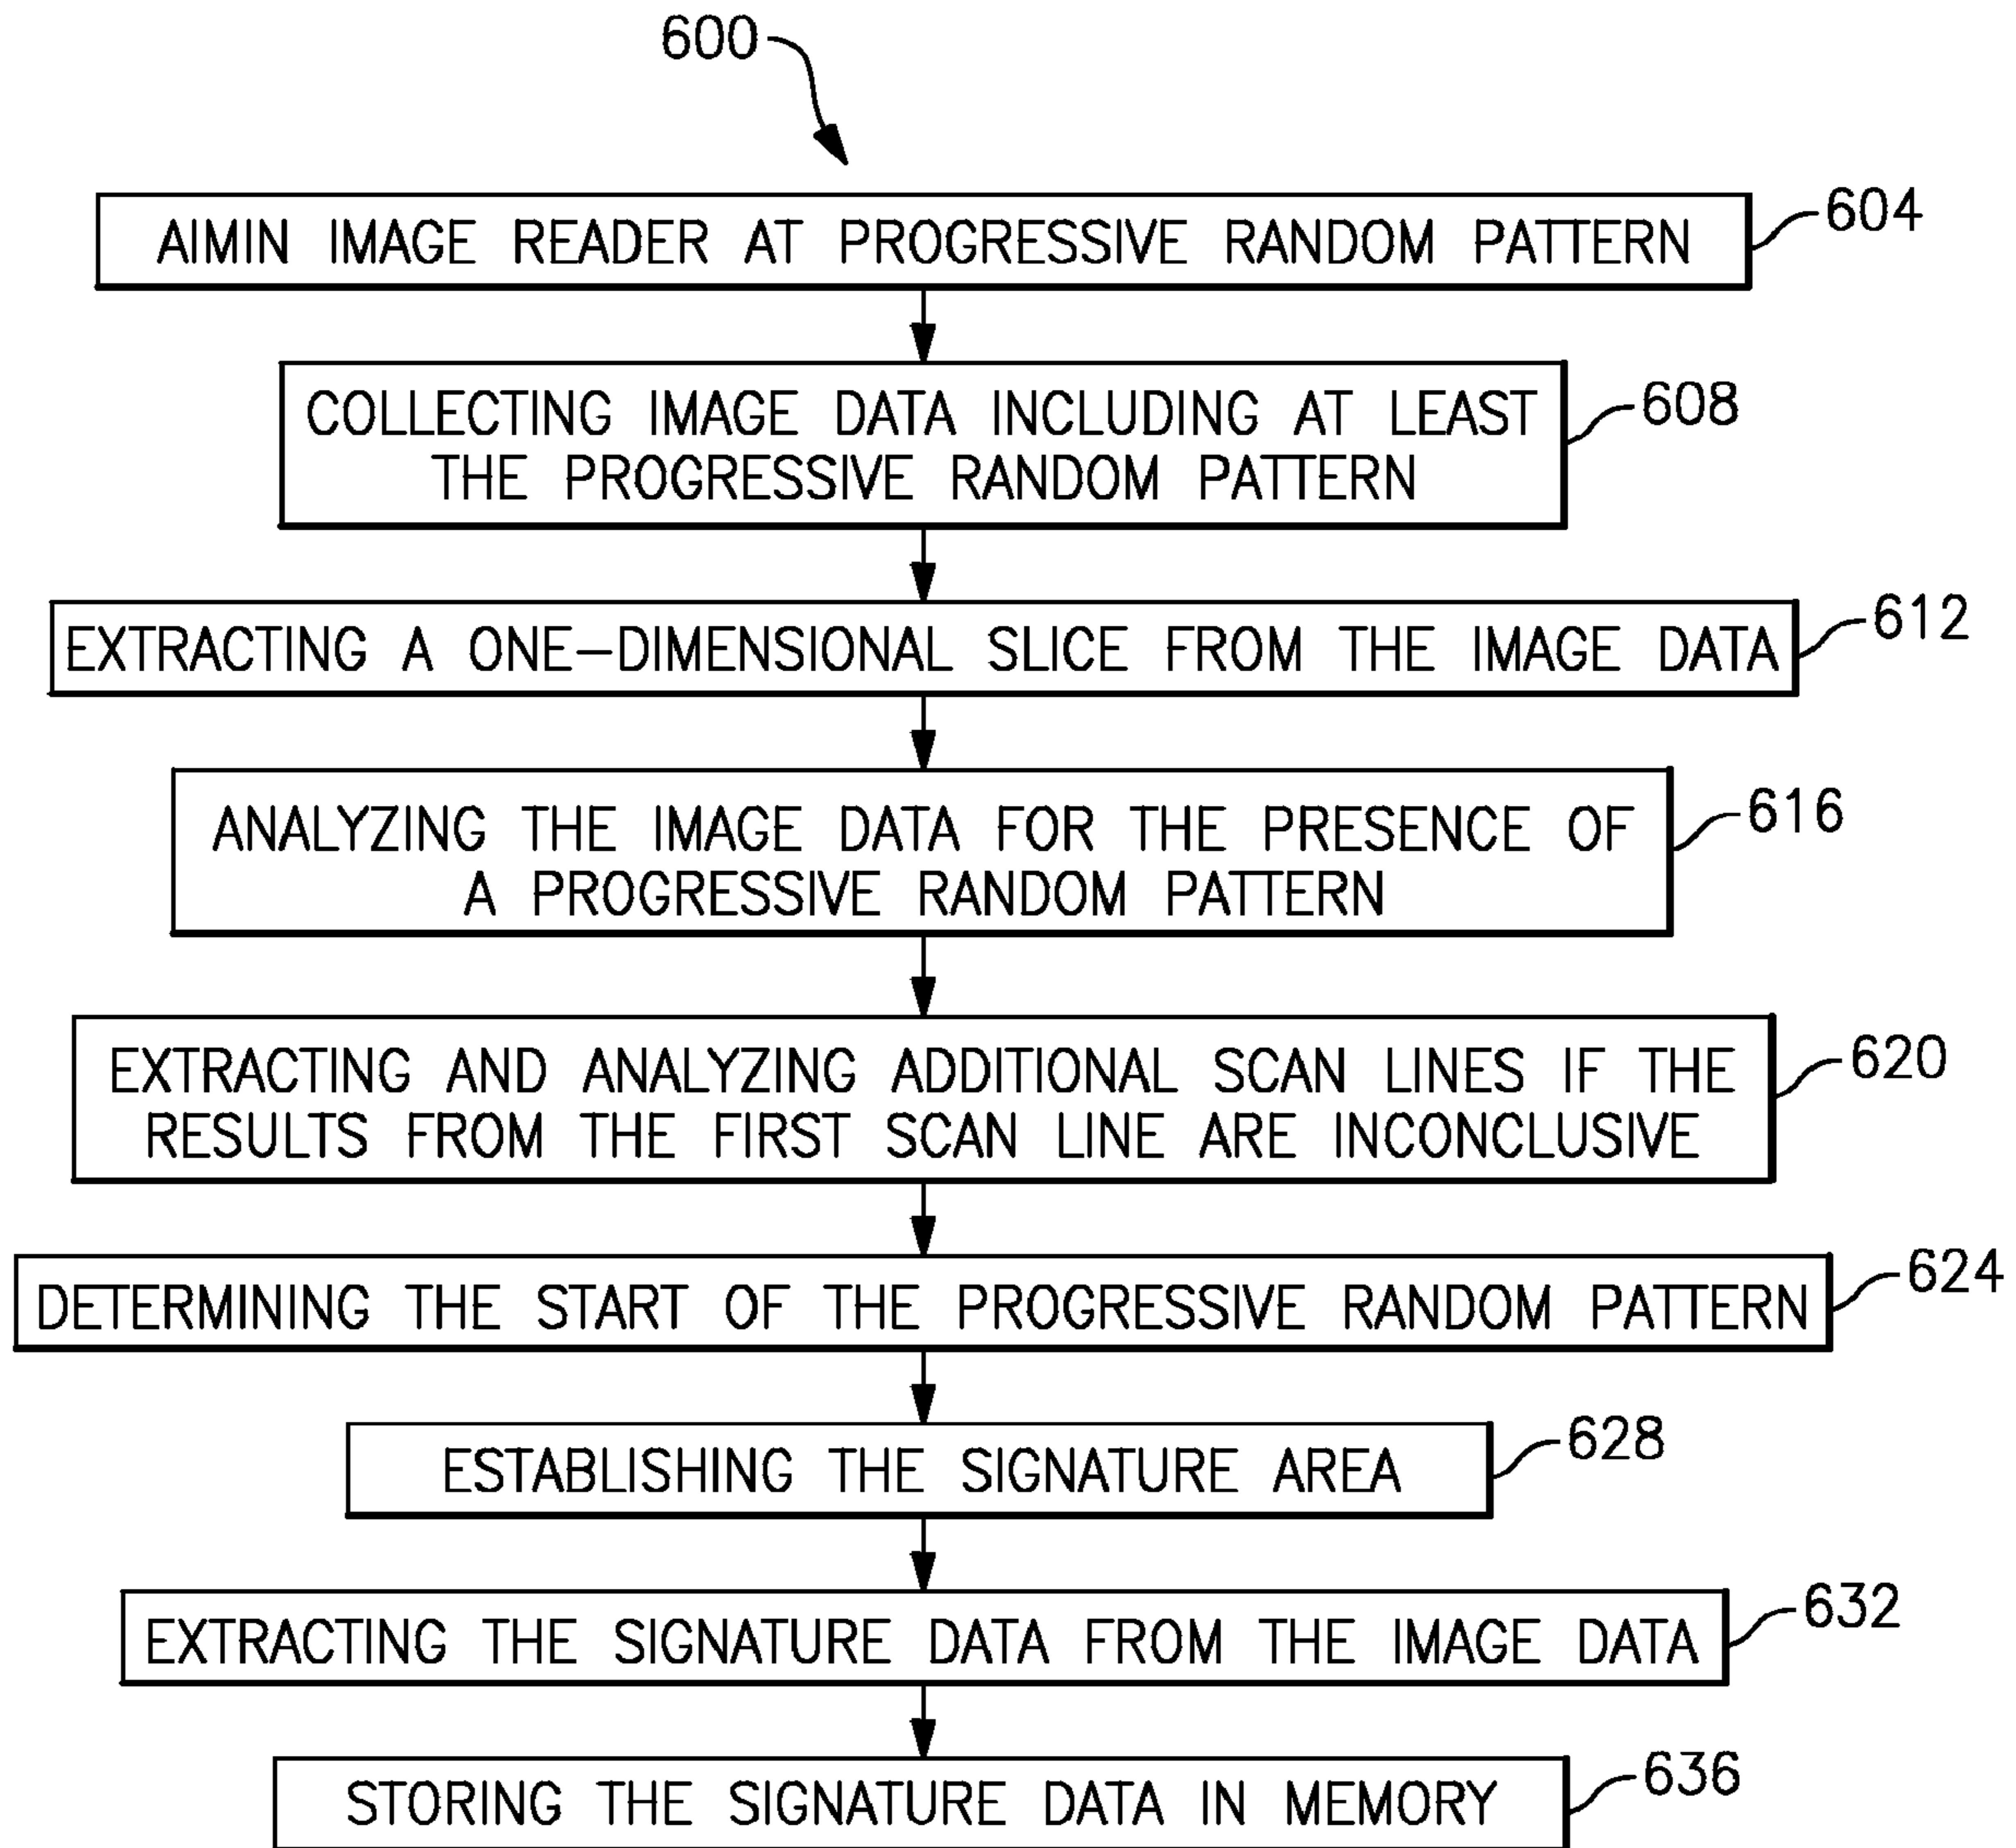 600
AIMIN IMAGE READER AT PROGRESSIVE RANDOM PATTERN
604
COLLECTING IMAGE DATA INCLUDING AT LEAST
THE PROGRESSIVE RANDOM PATTERN
608
EXTRACTING A ONE-DIMENSIONAL SLICE FROM THE IMAGE DATA
612
ANALYZING THE IMAGE DATA FOR THE PRESENCE OF
A PROGRESSIVE RANDOM PATTERN
616
EXTRACTING AND ANALYZING ADDITIONAL SCAN LINES IF THE
RESULTS FROM THE FIRST SCAN LINE ARE INCONCLUSIVE
620
DETERMINING THE START OF THE PROGRESSIVE RANDOM PATTERN
624
ESTABLISHING THE SIGNATURE AREA
628
EXTRACTING THE SIGNATURE DATA FROM THE IMAGE DATA
632
STORING THE SIGNATURE DATA IN MEMORY
636